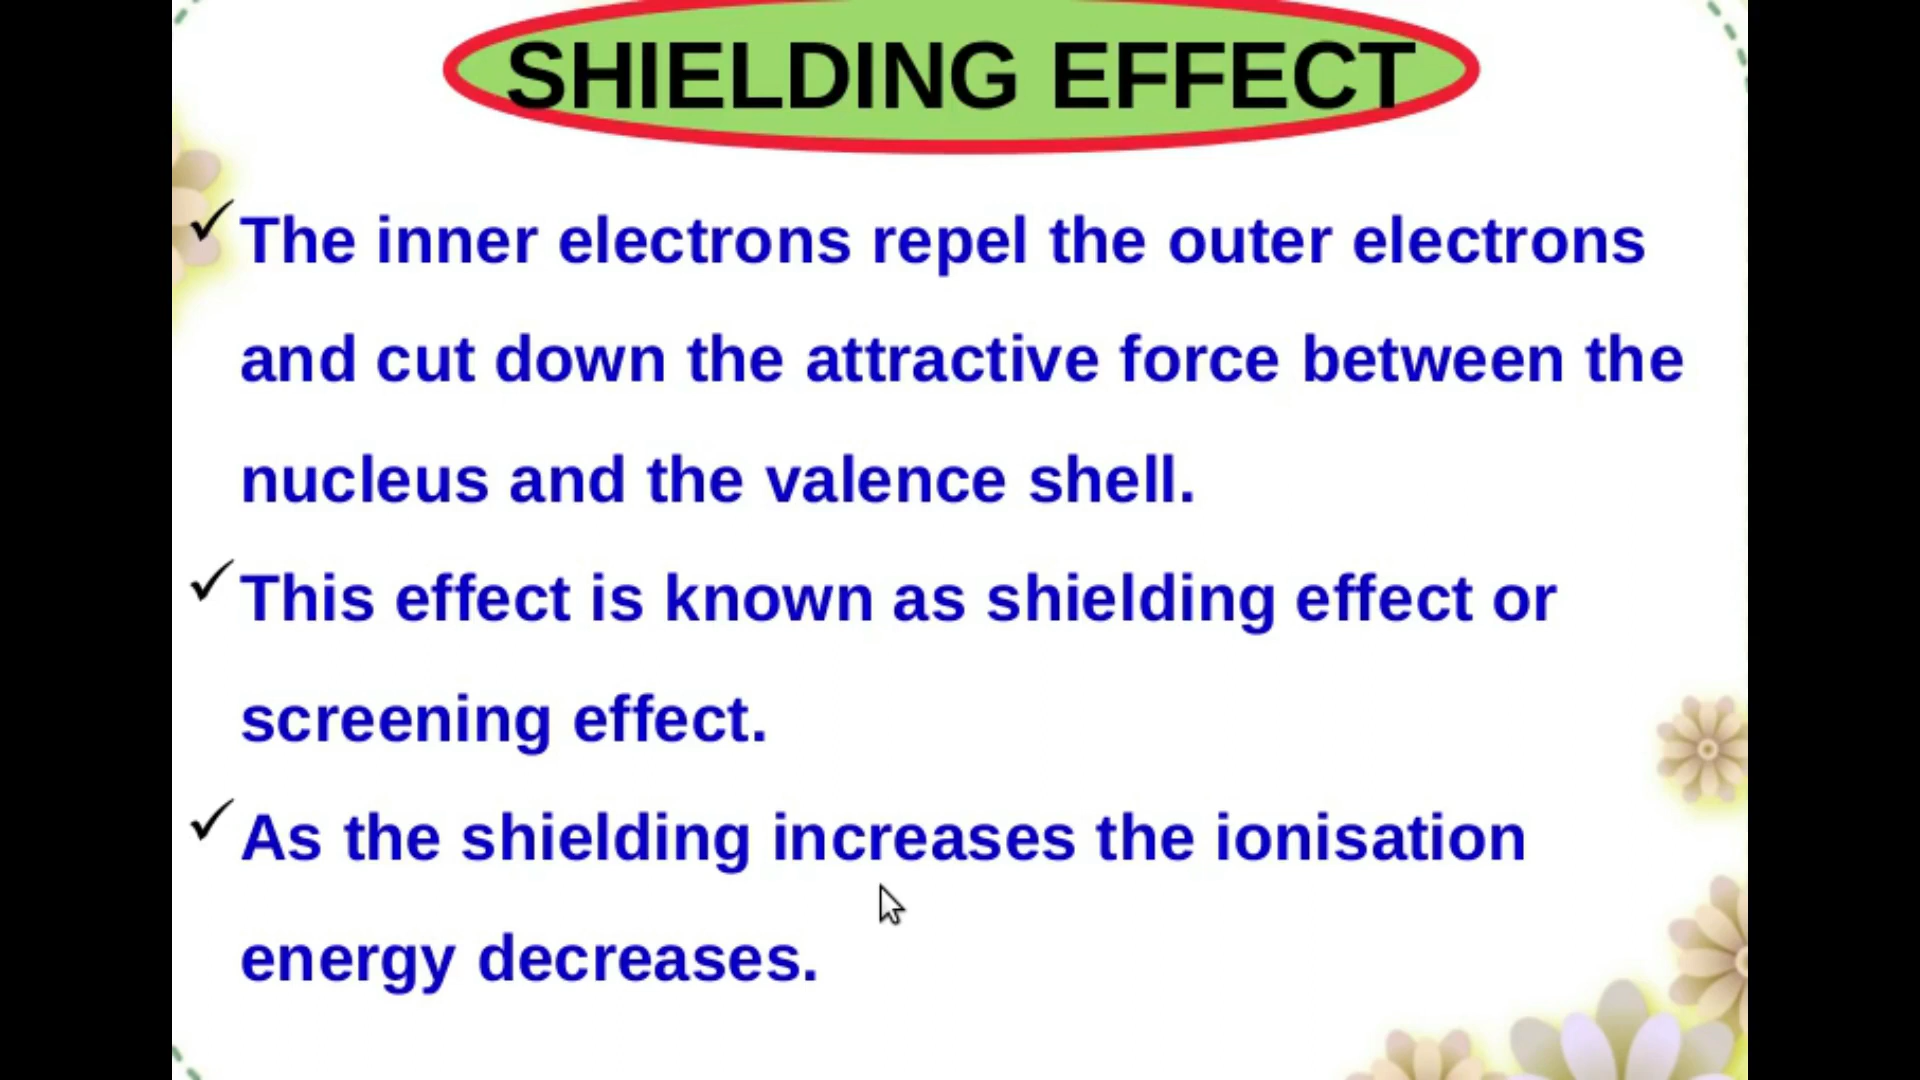 SHIELDING EFFECT
✓The inner electrons repel the outer electrons
and cut down the attractive force between the
nucleus and the valence shell.
✓This effect is known as shielding effect or
screening effect.
✓As the shielding increases the ionisation
energy decreases.